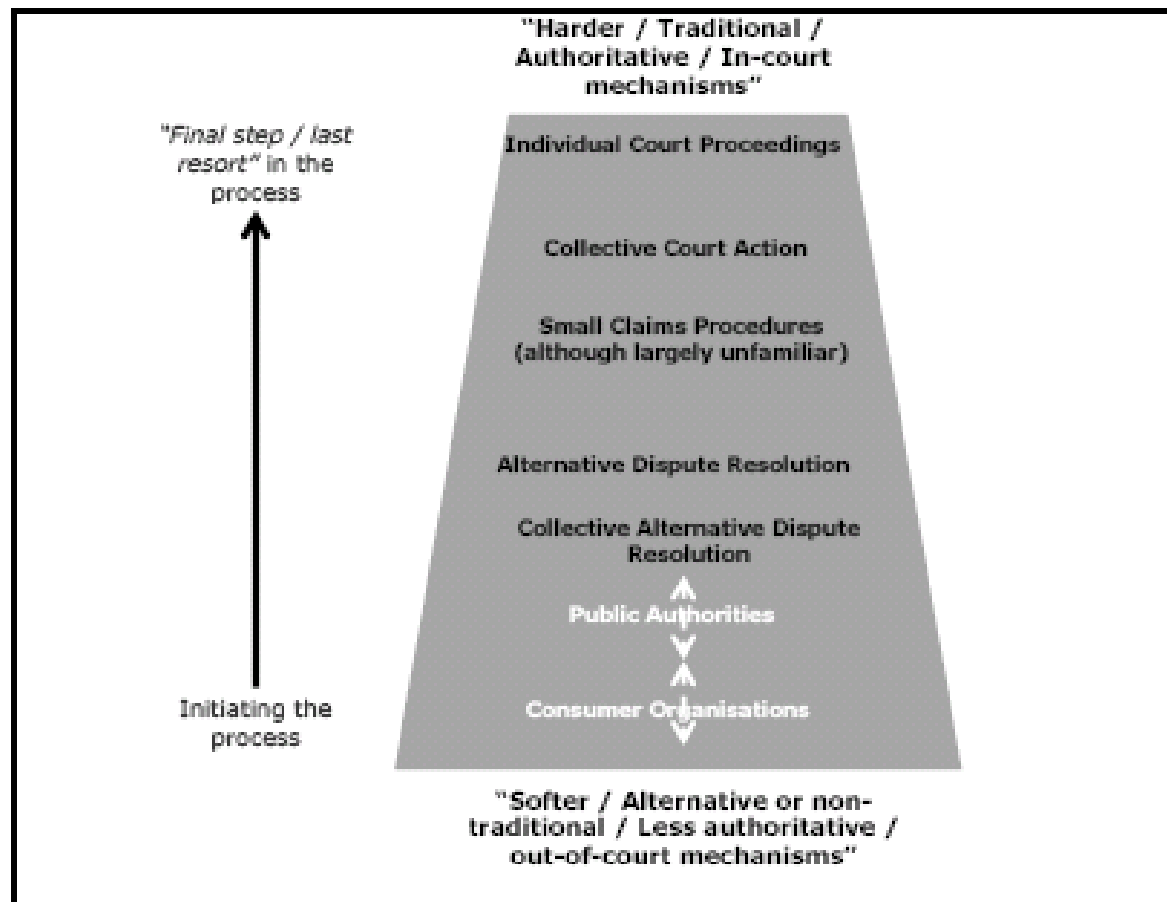 “Harder / Traditional /
Authoritative / In-court
mechanisms”
“Final step / last
resort” in the
process
Individual Court Proceedings
Collective Court Action
Small Claims Procedures
(although largely unfamiliar)
Alternative Dispute Resolution
Collective Alternative Dispute
Resolution
Public Authorities
Consumer Organisations
Initiating the
process
“Softer / Alternative or non-
traditional / Less authoritative /
out-of-court mechanisms”